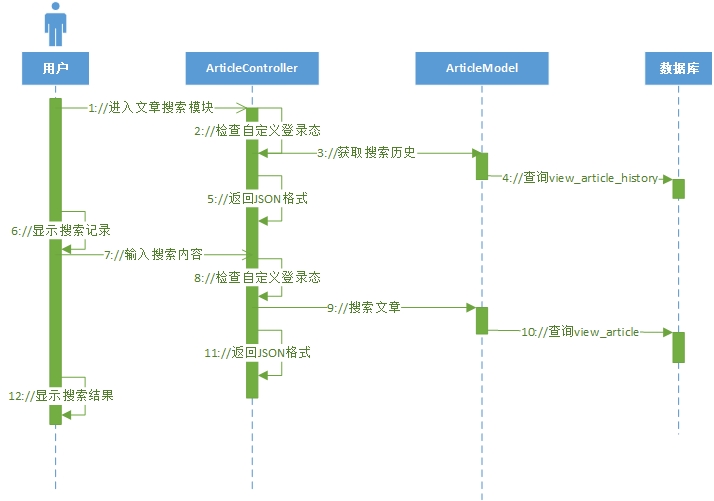 用户
ArticleController
ArticleModel
数据库
1://进入文章搜索模块
2://检查自定义登录态
3://获取搜索历史
4://查询view_article_history
5://返回JSON格式
6://显示搜索记录
7://输入搜索内容
8://检查自定义登录态
9://搜索文章
10://查询view_article
11://返回JSON格式
12://显示搜索结果